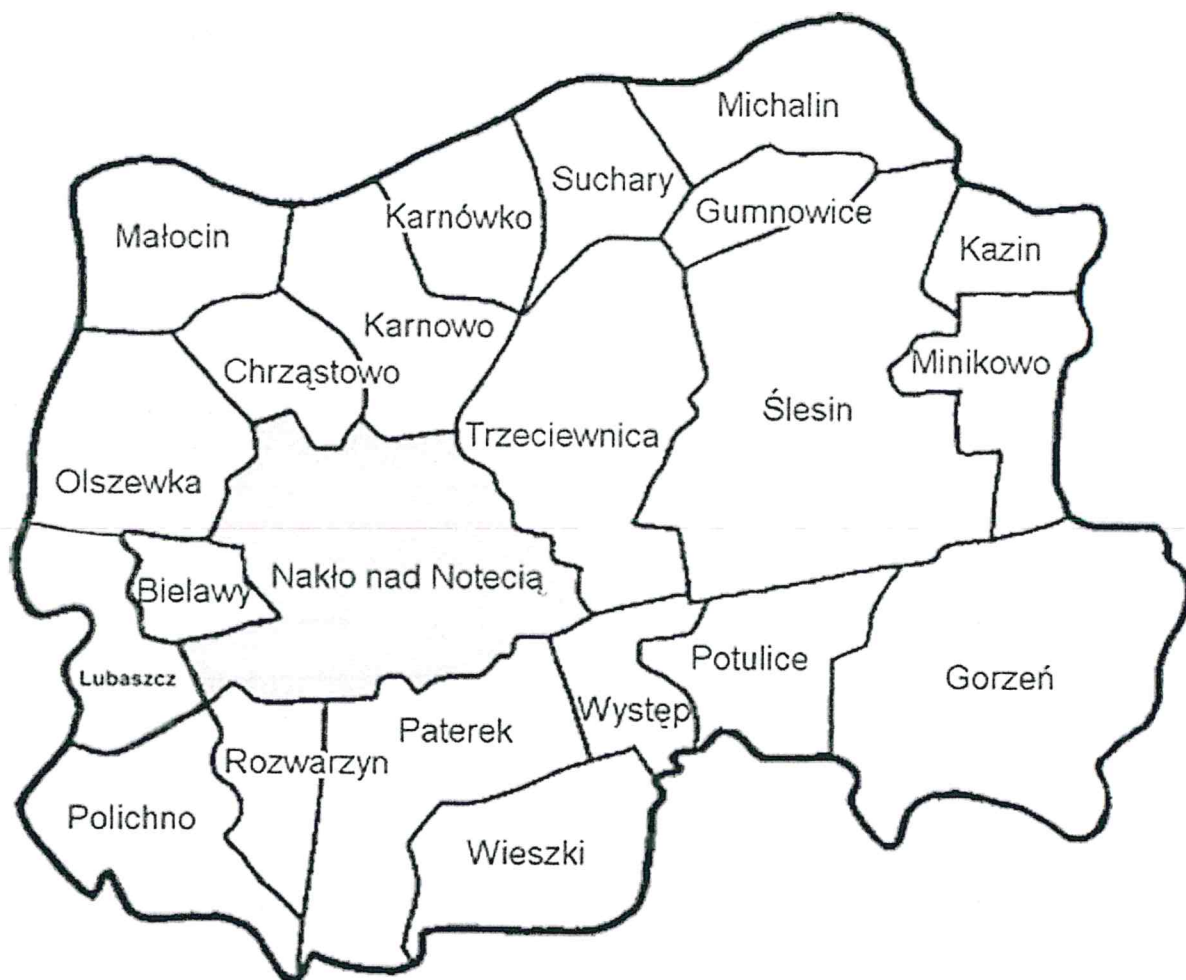 Michalin
Suchary
Karnówko
Gumnowice
Małocin
Kazin
Karnowo
Minikowo
Chrząstowo
Ślesin
Trzeciewnica
Olszewka
Nakło nad Notecią
Bielawy
Potulice
Lubaszcz
Gorzeń
Występ
Paterek
Rozwarzyn
Polichno
Wieszki